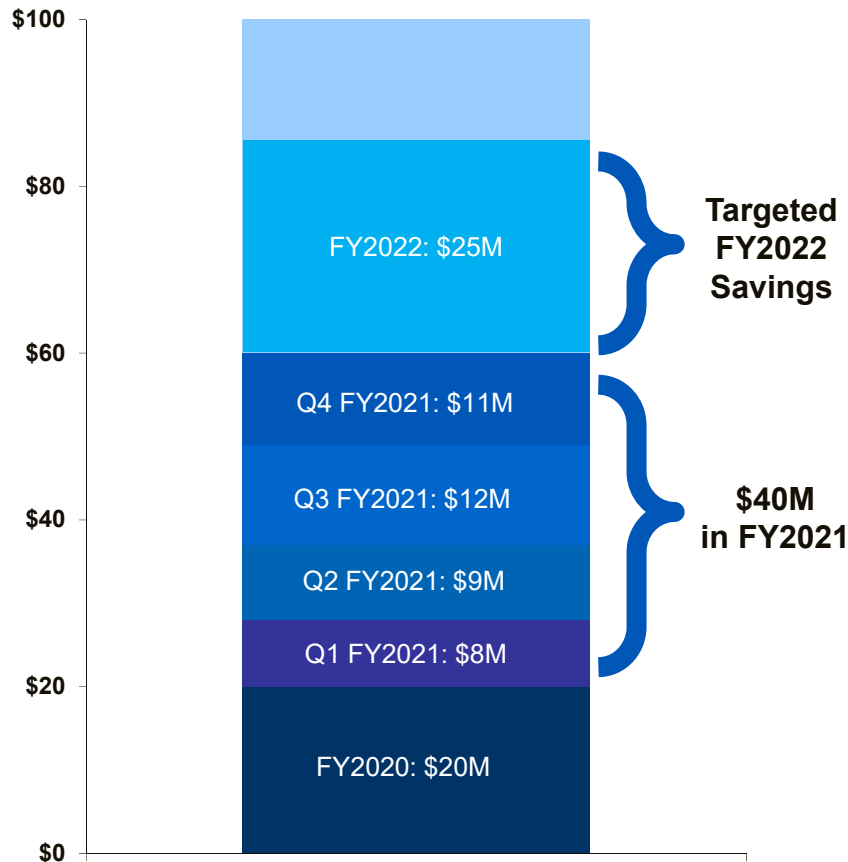 $100
$80
$60
$40
$20
$0
FY2022: $25M
Q4 FY2021: $11M
Q3 FY2021: $12M
Q2 FY2021: $9M
Q1 FY2021: $8M
FY2020: $20M
Targeted
FY2022
Savings
$40M
in FY2021